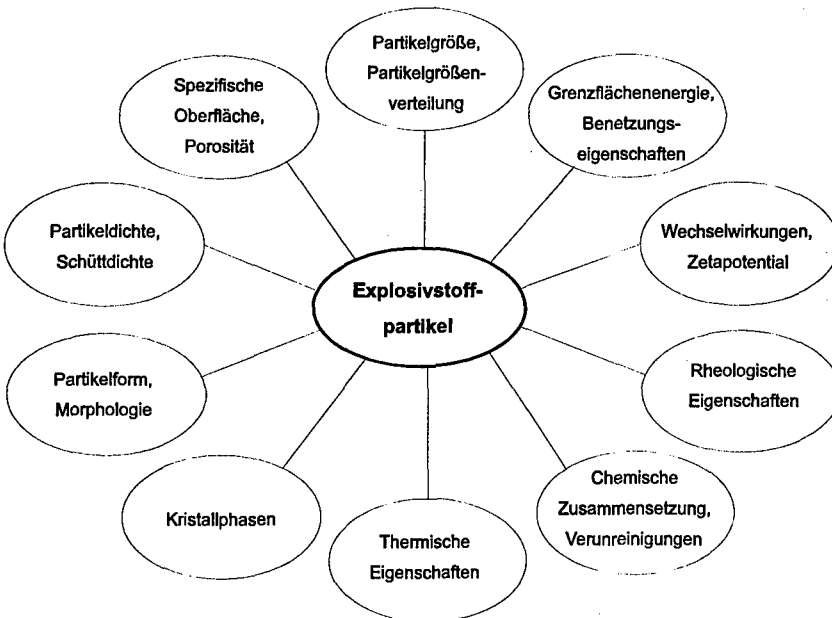 Partikelgröße,
Partikelgrößen-
verteilung
Spezifische
Oberfläche,
Porosität
Grenzflächenenergie,
Benetzungs-
eigenschaften
Partikeldichte,
Schüttdichte
Wechselwirkungen,
Zetapotential
Explosivstoff-
partikel
Partikelform,
Morphologie
Rheologische
Eigenschaften
Kristallphasen
Chemische
Zusammensetzung,
Verunreinigungen
Thermische
Eigenschaften